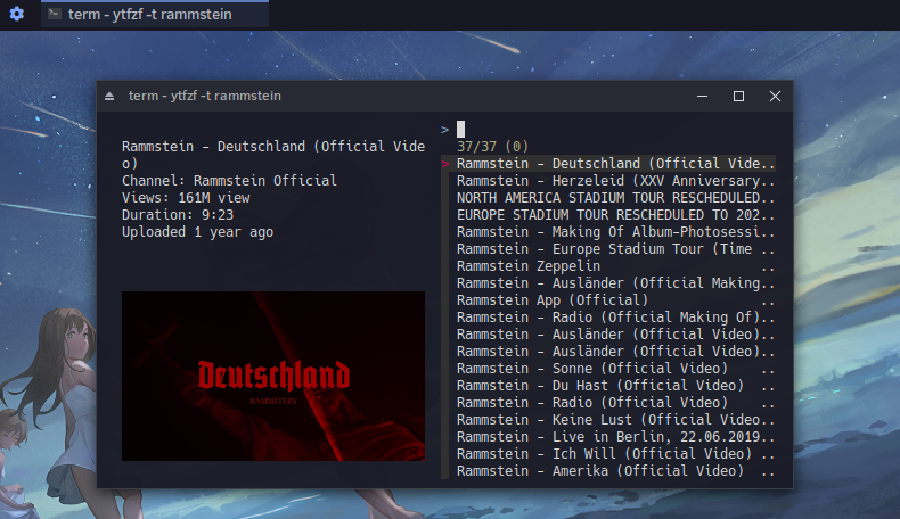 term - ytfzf -t rammstein
term - ytfzf -t rammstein
Rammstein - Deutschland (Official Vide
o)
Channel: Rammstein Official
Views: 161M view
Duration: 9:23
Uploaded 1 year ago
Deutschland
RAMMSTEIN
>
37/37 (0)
> Rammstein - Deutschland (Official Vide..
Rammstein - Herzeleid (XXV Anniversary..
NORTH AMERICA STADIUM TOUR RESCHEDULED..
EUROPE STADIUM TOUR RESCHEDULED TO 202..
Rammstein - Making Of Album-Photosessi..
Rammstein - Europe Stadium Tour (Time ..
Rammstein Zeppelin ..
Rammstein - Ausländer (Official Making..
Rammstein App (Official) ..
Rammstein - Radio (Official Making Of)..
Rammstein - Ausländer (Official Video)..
Rammstein - Ausländer (Official Video)..
Rammstein - Sonne (Official Video) ..
Rammstein - Du Hast (Official Video) ..
Rammstein - Radio (Official Video) ..
Rammstein - Keine Lust (Official Video..
Rammstein - Live in Berlin, 22.06.2019..
Rammstein - Ich Will (Official Video) ..
Rammstein - Amerika (Official Video) ..